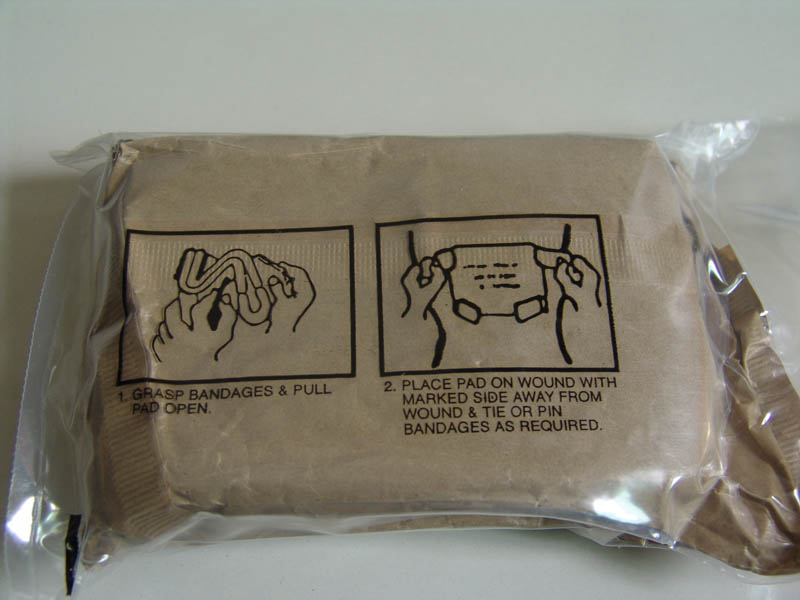 1. GRASP BANDAGES & PULL
PAD OPEN.
2. PLACE PAD ON WOUND WITH
MARKED SIDE AWAY FROM
WOUND & TIE OR PIN
BANDAGES AS REQUIRED.